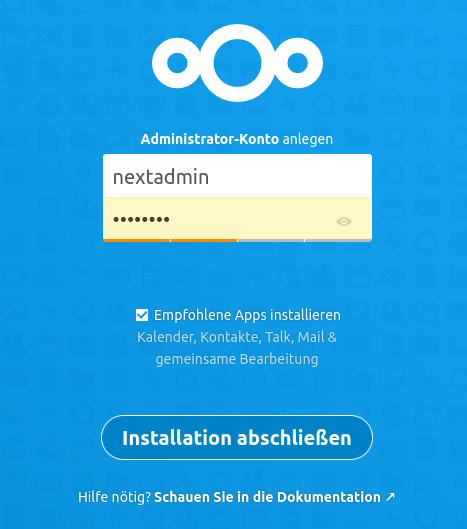 Administrator-Konto anlegen
nextadmin
••••••••
Empfohlene Apps installieren
Kalender, Kontakte, Talk, Mail &
gemeinsame Bearbeitung
Installation abschließen
Hilfe nötig? Schauen Sie in die Dokumentation ↗